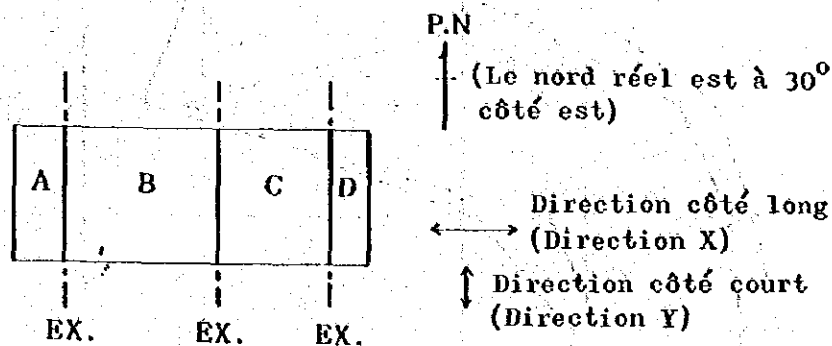 P.N
(Le nord réel est à 30°
côté est)
A B C D
Direction côté long
(Direction X)
Direction côté court
(Direction Y)
EX. EX. EX.